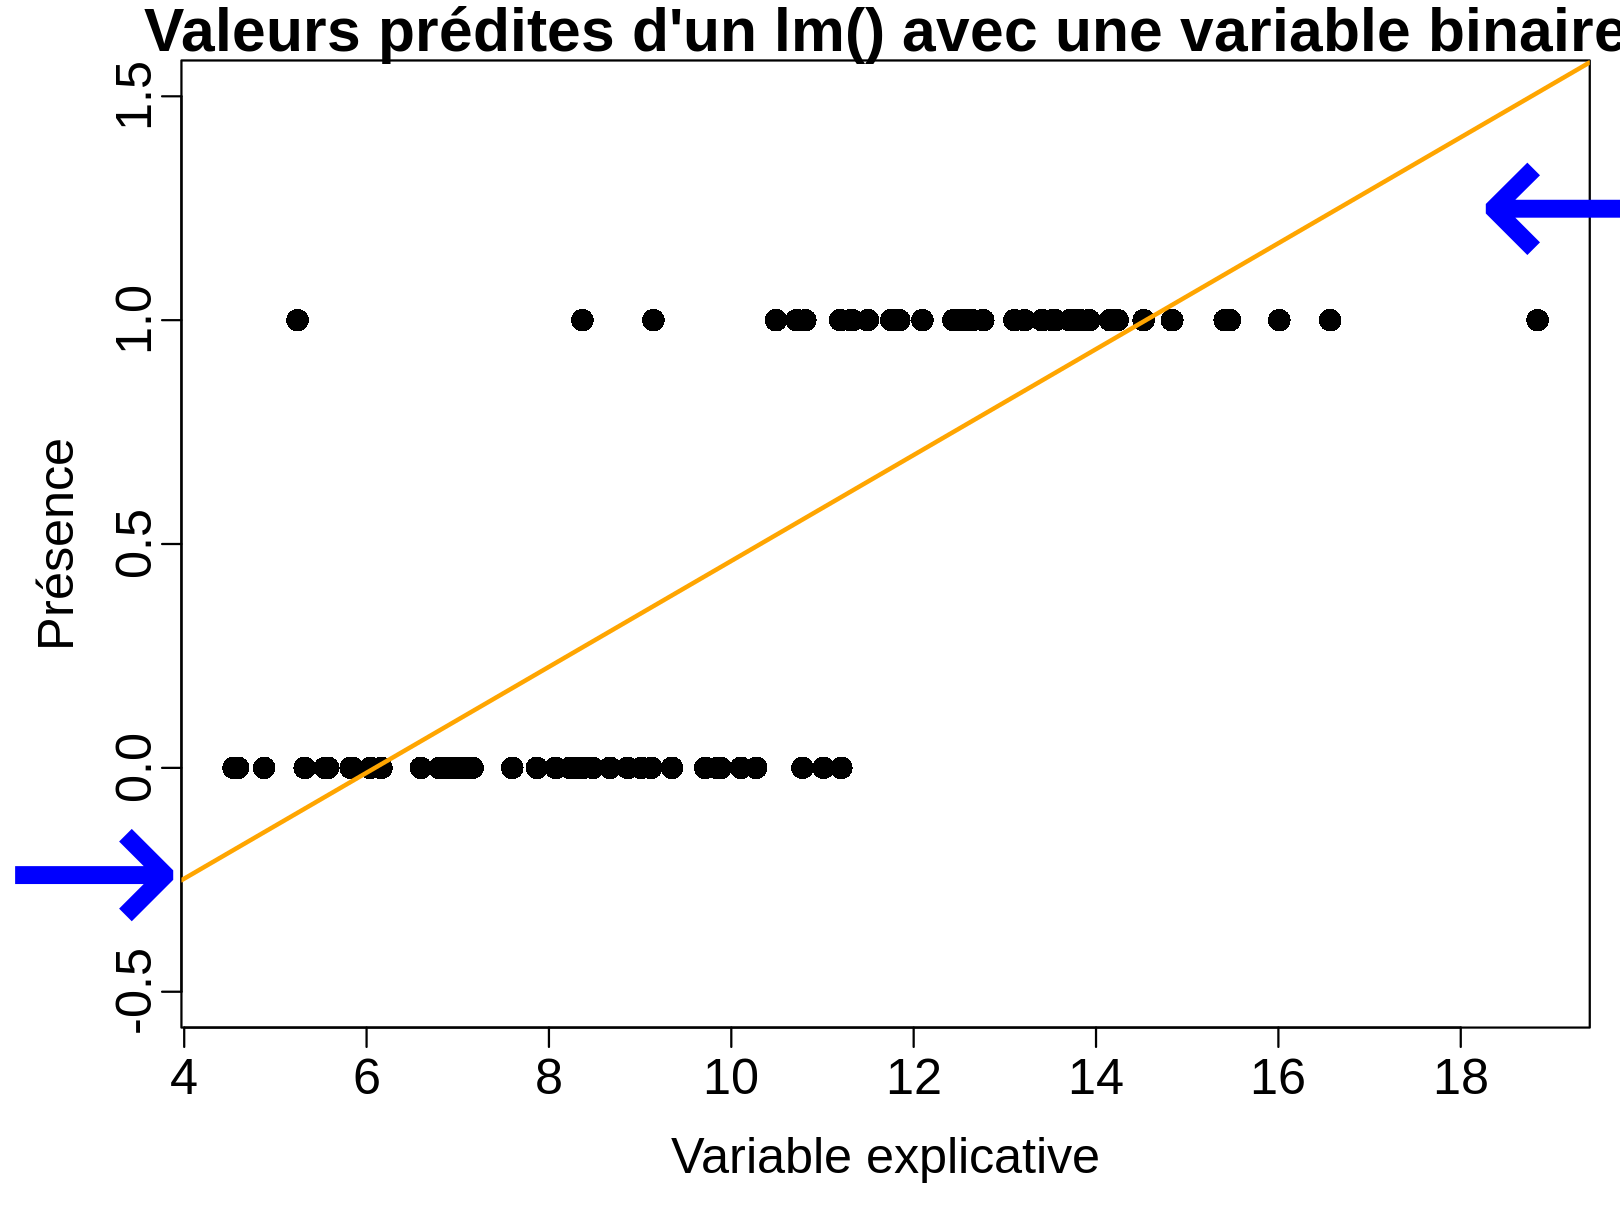 Valeurs prédites d'un lm() avec une variable binaire
1.5
1.0
0.5
0.0
-0.5
Présence
4 6 8 10 12 14 16 18
Variable explicative